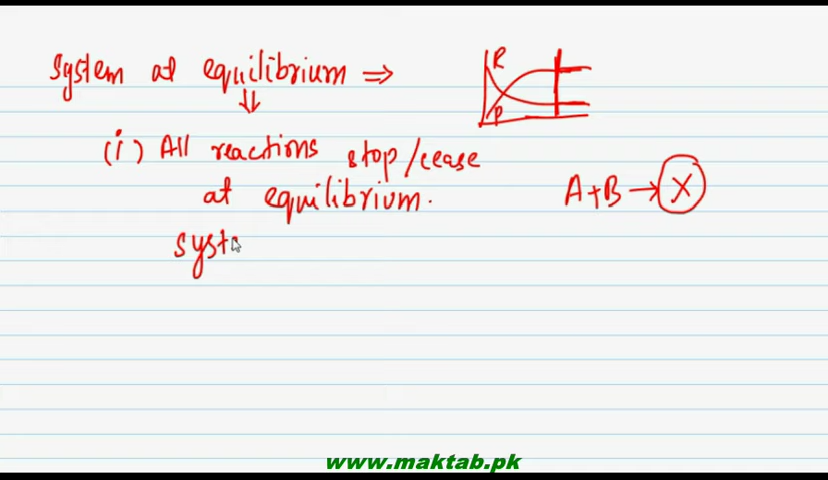 System at equilibrium ⇒
⇓
(i) All reactions stop/cease
at equilibrium.
syst
R
P
A+B → X
www.maktab.pk